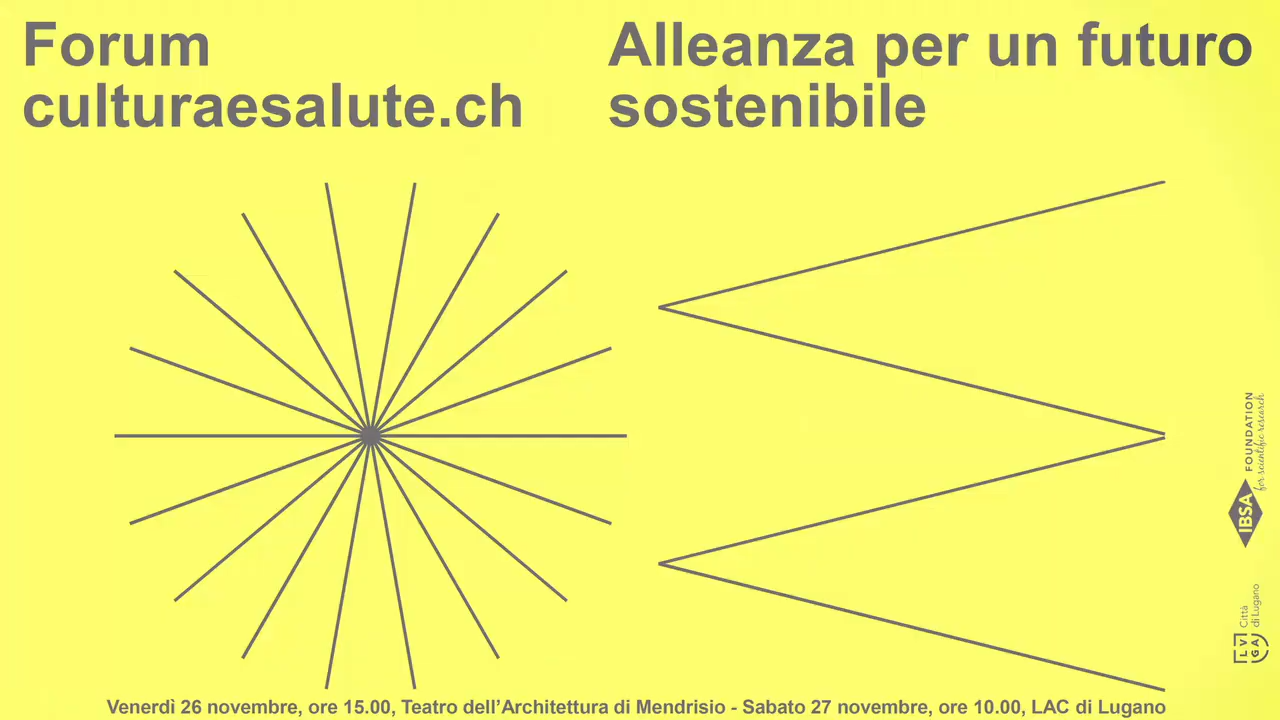 Forum
culturaesalute.ch
Alleanza per un futuro
sostenibile
IBSA
FOUNDATION
for scientific research
LVGA
Città
di Lugano
Venerdì 26 novembre, ore 15.00, Teatro dell’Architettura di Mendrisio - Sabato 27 novembre, ore 10.00, LAC di Lugano